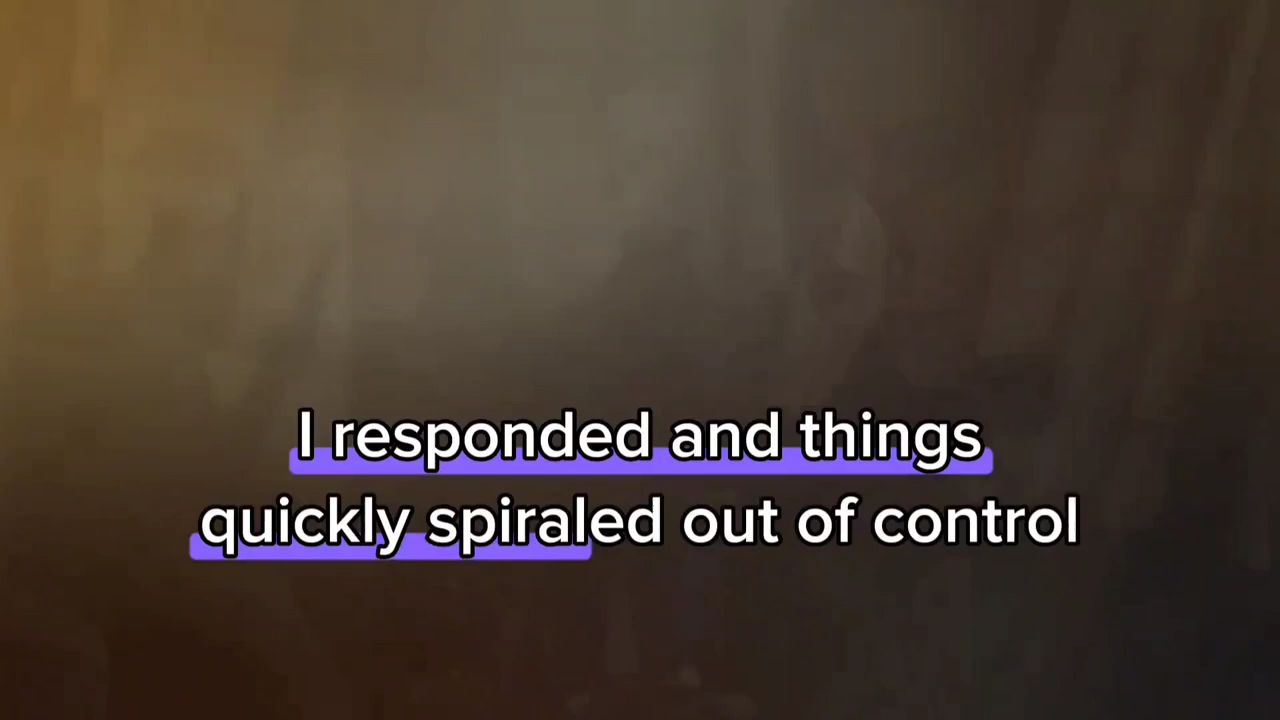 I responded and things
quickly spiraled out of control